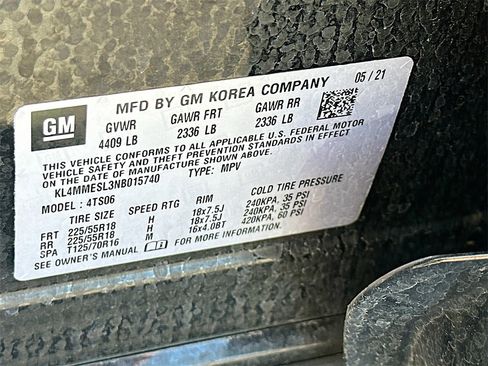 GM
MFD BY GM KOREA COMPANY 05 / 21
GVWR GAWR FRT GAWR RR
4409 LB 2336 LB 2336 LB
THIS VEHICLE CONFORMS TO ALL APPLICABLE U.S. FEDERAL MOTOR
VEHICLE SAFETY AND THEFT PREVENTION STANDARDS IN EFFECT
ON THE DATE OF MANUFACTURE SHOWN ABOVE.
KL4MMESL3NB015740 TYPE: MPV
MODEL : 4TS06
TIRE SIZE SPEED RTG RIM COLD TIRE PRESSURE
FRT 225/55R18 H 18x7.5J 240KPA, 35 PSI
RR 225/55R18 H 18x7.5J 240KPA, 35 PSI
SPA T125/70R16 M 16x4.0BT 420KPA, 60 PSI
SEE OWNER'S MANUAL FOR MORE INFORMATION.